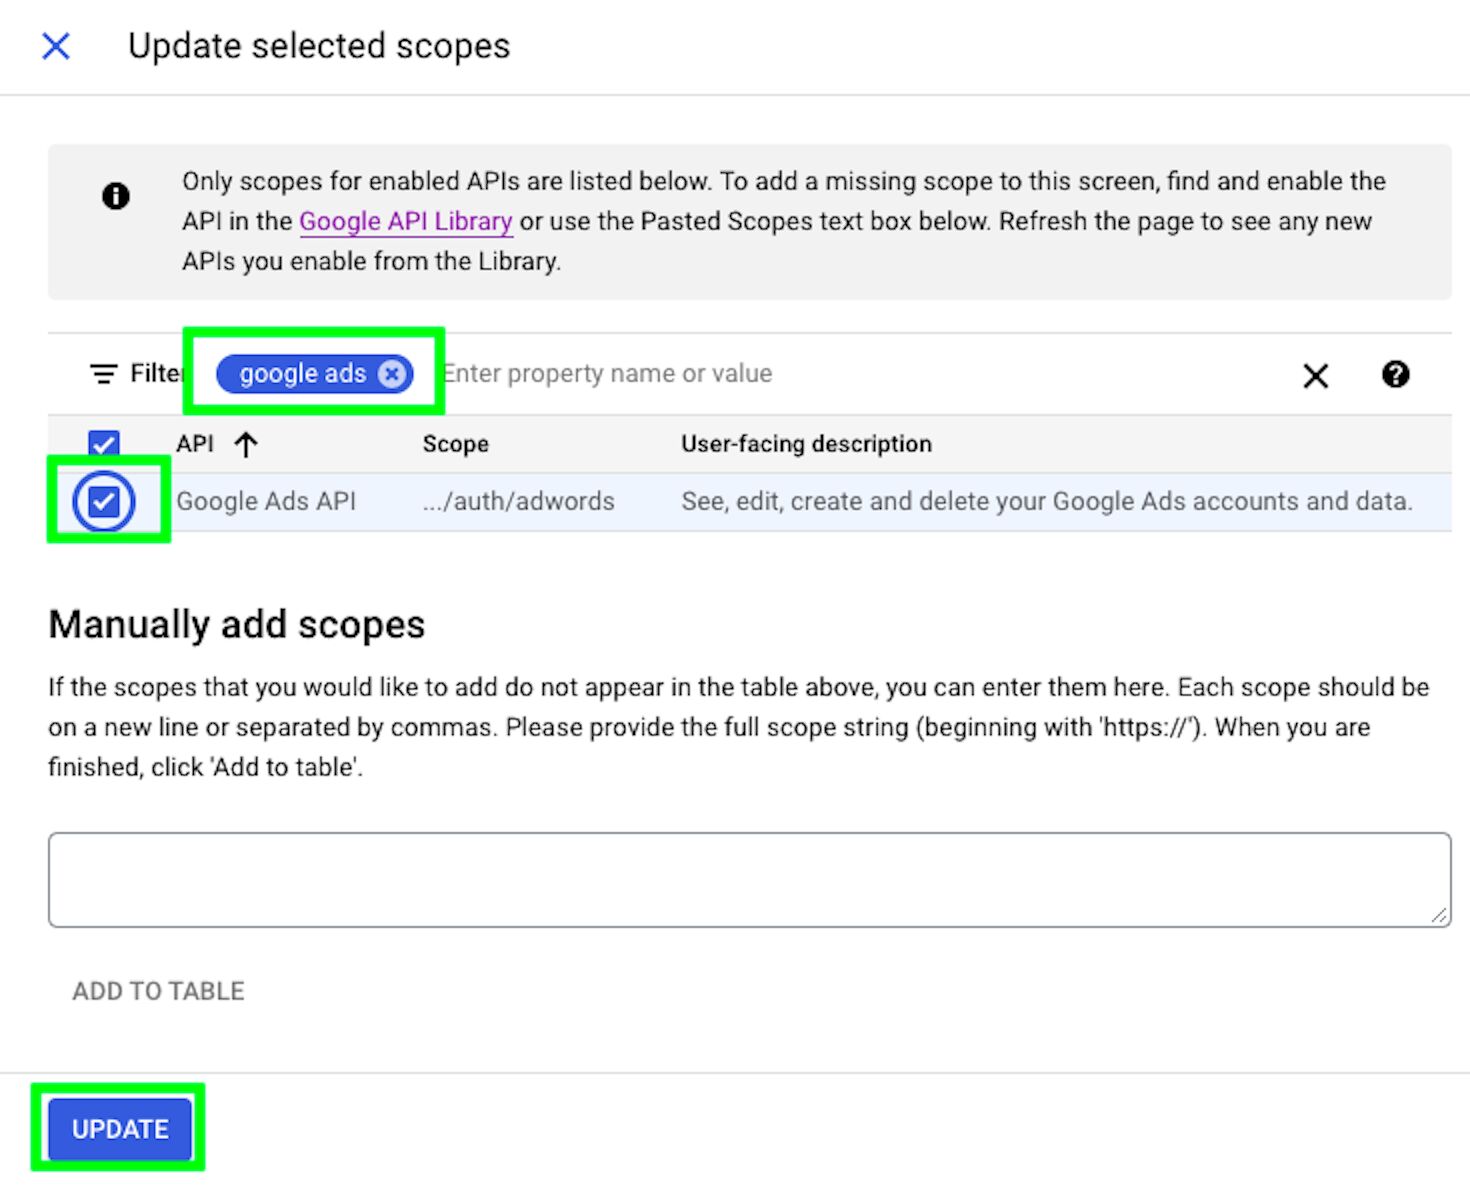 Update selected scopes
Only scopes for enabled APIs are listed below. To add a missing scope to this screen, find and enable the
API in the Google API Library or use the Pasted Scopes text box below. Refresh the page to see any new
APIs you enable from the Library.
Filter google ads Enter property name or value
API Scope User-facing description
Google Ads API .../auth/adwords See, edit, create and delete your Google Ads accounts and data.
Manually add scopes
If the scopes that you would like to add do not appear in the table above, you can enter them here. Each scope should be
on a new line or separated by commas. Please provide the full scope string (beginning with 'https://'). When you are
finished, click 'Add to table'.
ADD TO TABLE
UPDATE